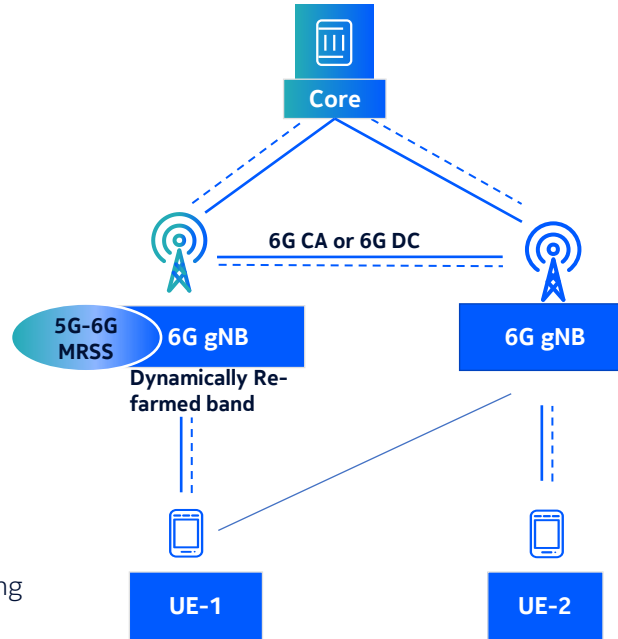 Core
6G CA or 6G DC
5G-6G
MRSS
6G gNB
6G gNB
Dynamically Re-
farmed band
ng
UE-1
UE-2